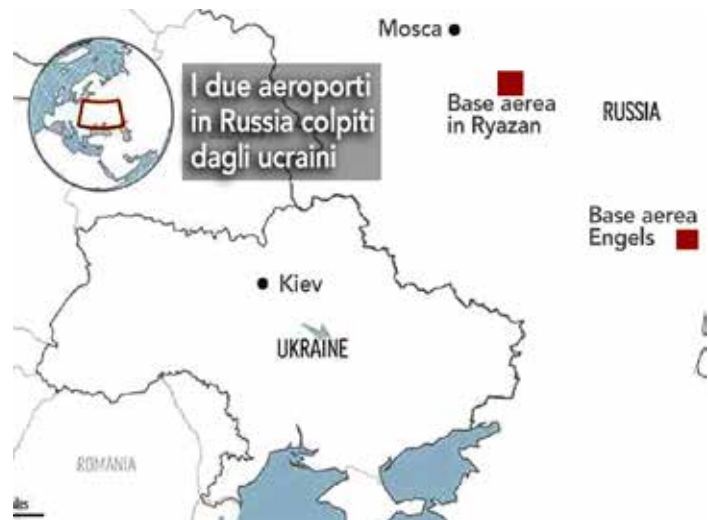 Mosca
I due aeroporti
in Russia colpiti
dagli ucraini
Base aerea
in Ryazan
RUSSIA
Base aerea
Engels
Kiev
UKRAINE
ROMANIA